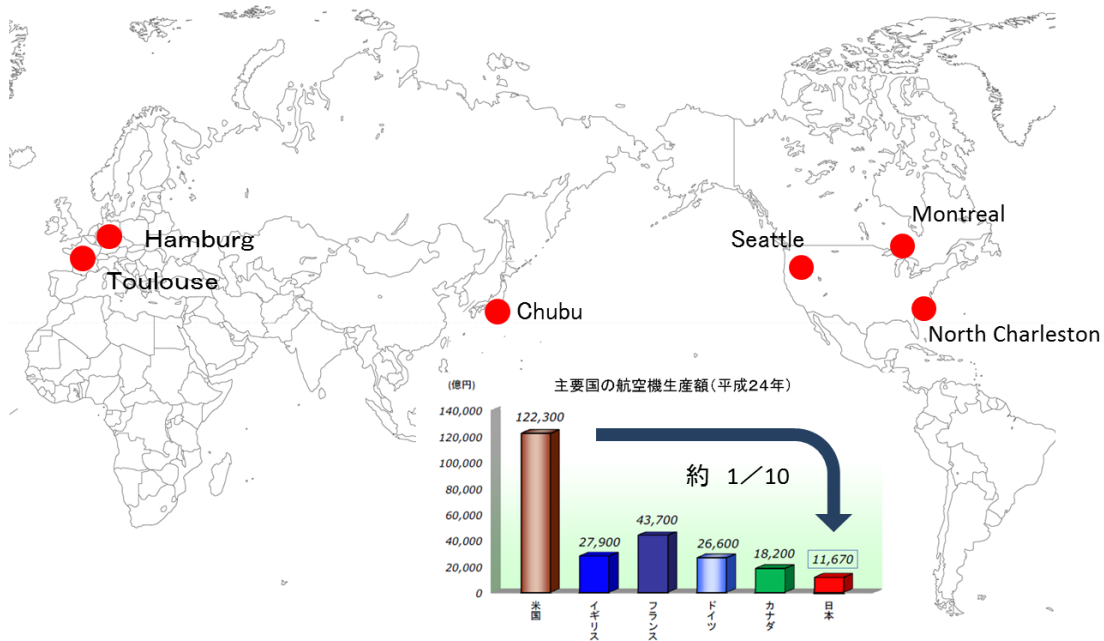 Montreal
Seattle
Hamburg
Toulouse
Chubu
North Charleston
(億円)
主要国の航空機生産額(平成24年)
140,000
120,000
100,000
80,000
60,000
40,000
20,000
0
122,300
27,900
43,700
26,600
18,200
11,670
約 1/10
米国
イギリス
フランス
ドイツ
カナダ
日本